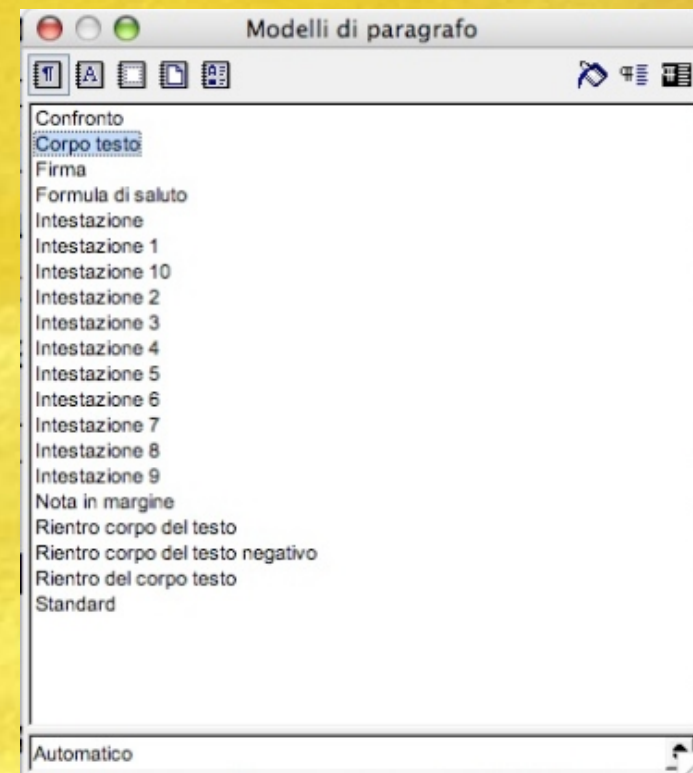 Modelli di paragrafo
Confronto
Corpo testo
Firma
Formula di saluto
Intestazione
Intestazione 1
Intestazione 10
Intestazione 2
Intestazione 3
Intestazione 4
Intestazione 5
Intestazione 6
Intestazione 7
Intestazione 8
Intestazione 9
Nota in margine
Rientro corpo del testo
Rientro corpo del testo negativo
Rientro del corpo testo
Standard
Automatico